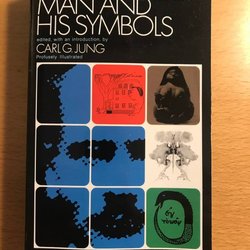 MAN AND
HIS SYMBOLS
edited, with an introduction, by
CARL G. JUNG
Profusely Illustrated